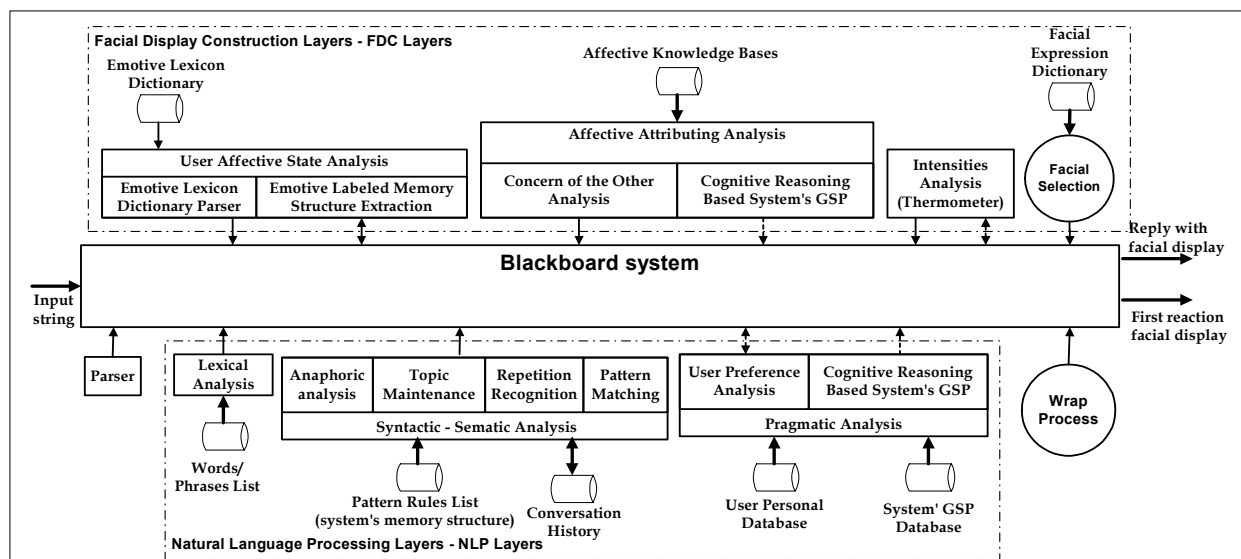 Facial Display Construction Layers - FDC Layers
Emotive Lexicon
Dictionary
Affective Knowledge Bases
Facial
Expression
Dictionary
User Affective State Analysis
Emotive Lexicon
Dictionary Parser
Emotive Labeled Memory
Structure Extraction
Affective Attributing Analysis
Concern of the Other
Analysis
Cognitive Reasoning
Based System's GSP
Intensities
Analysis
(Thermometer)
Facial
Selection
Blackboard system
Input
string
Reply with
facial display
First reaction
facial display
Parser
Lexical
Analysis
Words/
Phrases List
Anaphoric
analysis
Topic
Maintenance
Repetition
Recognition
Pattern
Matching
Syntactic - Sematic Analysis
Pattern Rules List
(system's memory structure)
Conversation
History
User Preference
Analysis
Cognitive Reasoning
Based System's GSP
Pragmatic Analysis
User Personal
Database
System' GSP
Database
Wrap
Process
Natural Language Processing Layers - NLP Layers